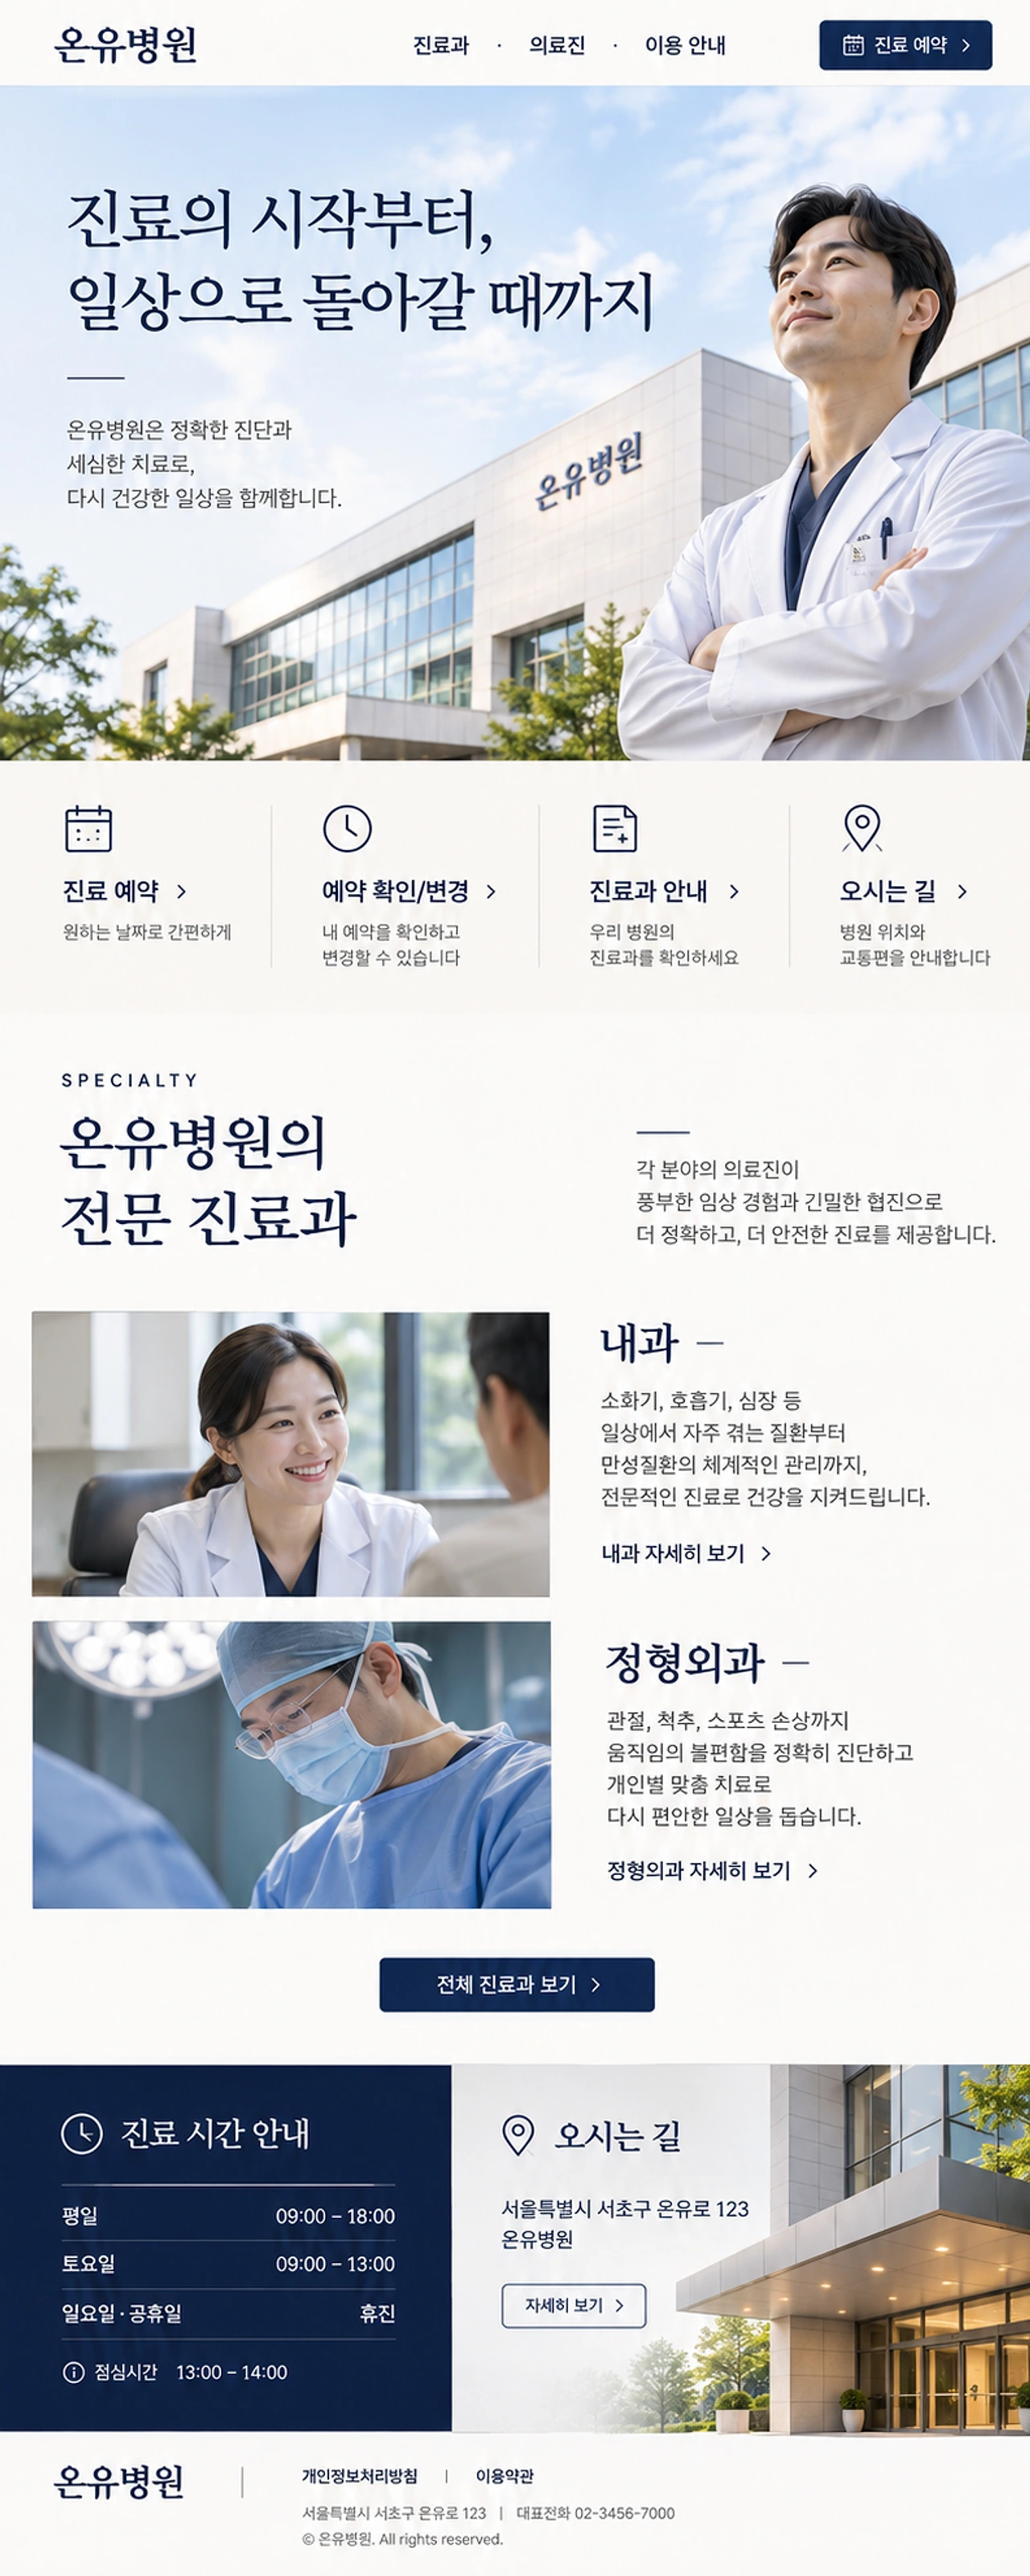 온유병원
진료과 · 의료진 · 이용 안내
진료 예약
진료의 시작부터,
일상으로 돌아갈 때까지
온유병원은 정확한 진단과
세심한 치료로,
다시 건강한 일상을 함께합니다.
온유병원
진료 예약
원하는 날짜로 간편하게
예약 확인/변경
내 예약을 확인하고
변경할 수 있습니다
진료과 안내
우리 병원의
진료과를 확인하세요
오시는 길
병원 위치와
교통편을 안내합니다
SPECIALTY
온유병원의
전문 진료과
각 분야의 의료진이
풍부한 임상 경험과 긴밀한 협진으로
더 정확하고, 더 안전한 진료를 제공합니다.
내과
소화기, 호흡기, 심장 등
일상에서 자주 겪는 질환부터
만성질환의 체계적인 관리까지,
전문적인 진료로 건강을 지켜드립니다.
내과 자세히 보기
정형외과
관절, 척추, 스포츠 손상까지
움직임의 불편함을 정확히 진단하고
개인별 맞춤 치료로
다시 편안한 일상을 돕습니다.
정형의과 자세히 보기
전체 진료과 보기
진료 시간 안내
평일 09:00 – 18:00
토요일 09:00 – 13:00
일요일 · 공휴일 휴진
점심시간 13:00 – 14:00
오시는 길
서울특별시 서초구 온유로 123
온유병원
자세히 보기
온유병원
개인정보처리방침 | 이용약관
서울특별시 서초구 온유로 123 | 대표전화 02-3456-7000
© 온유병원. All rights reserved.